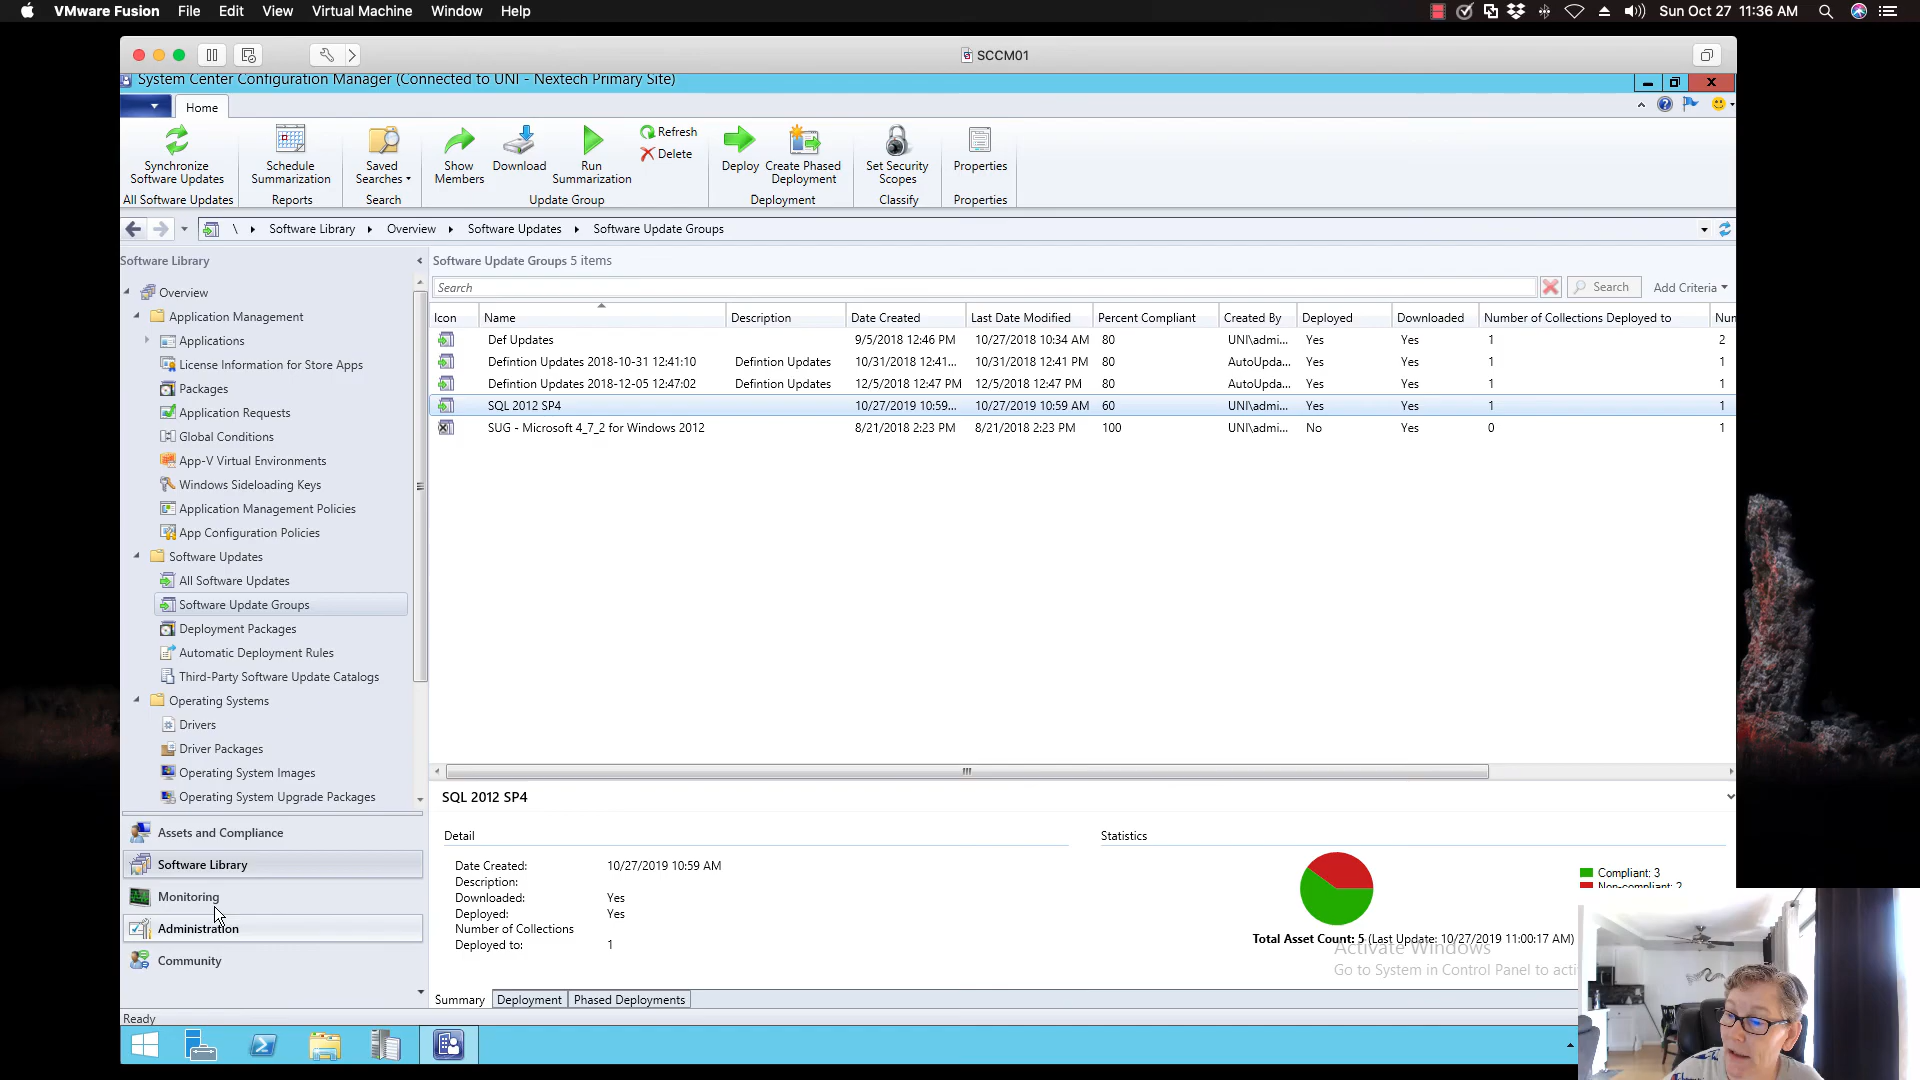 VMware Fusion File Edit View Virtual Machine Window Help Sun Oct 27 11:36 AM
SCCM01
System Center Configuration Manager (Connected to UNI - Nextech Primary Site)
Home
Synchronize Software Updates
Schedule Summarization
Saved Searches
Show Members
Download
Run Summarization
Refresh
Delete
Deploy
Create Phased Deployment
Set Security Scopes
Properties
All Software Updates Reports Search Update Group Deployment Classify Properties
\ Software Library Overview Software Updates Software Update Groups
Software Library
Overview
Application Management
Applications
License Information for Store Apps
Packages
Application Requests
Global Conditions
App-V Virtual Environments
Windows Sideloading Keys
Application Management Policies
App Configuration Policies
Software Updates
All Software Updates
Software Update Groups
Deployment Packages
Automatic Deployment Rules
Third-Party Software Update Catalogs
Operating Systems
Drivers
Driver Packages
Operating System Images
Operating System Upgrade Packages
Assets and Compliance
Software Library
Monitoring
Administration
Community
Software Update Groups 5 items
Search Search Add Criteria
Icon Name Description Date Created Last Date Modified Percent Compliant Created By Deployed Downloaded Number of Collections Deployed to Nun
Def Updates 9/5/2018 12:46 PM 10/27/2018 10:34 AM 80 UNI\admi... Yes Yes 1 2
Defintion Updates 2018-10-31 12:41:10 Defintion Updates 10/31/2018 12:41... 10/31/2018 12:41 PM 80 AutoUpda... Yes Yes 1 1
Defintion Updates 2018-12-05 12:47:02 Defintion Updates 12/5/2018 12:47 PM 12/5/2018 12:47 PM 80 AutoUpda... Yes Yes 1 1
SQL 2012 SP4 10/27/2019 10:59... 10/27/2019 10:59 AM 60 UNI\admi... Yes Yes 1 1
SUG - Microsoft 4_7_2 for Windows 2012 8/21/2018 2:23 PM 8/21/2018 2:23 PM 100 UNI\admi... No Yes 0 1
SQL 2012 SP4
Detail
Date Created: 10/27/2019 10:59 AM
Description:
Downloaded: Yes
Deployed: Yes
Number of Collections
Deployed to: 1
Statistics
Compliant: 3
Non-compliant: 2
Total Asset Count: 5 (Last Update: 10/27/2019 11:00:17 AM)
Activate Windows
Go to System in Control Panel to acti
Summary Deployment Phased Deployments
Ready